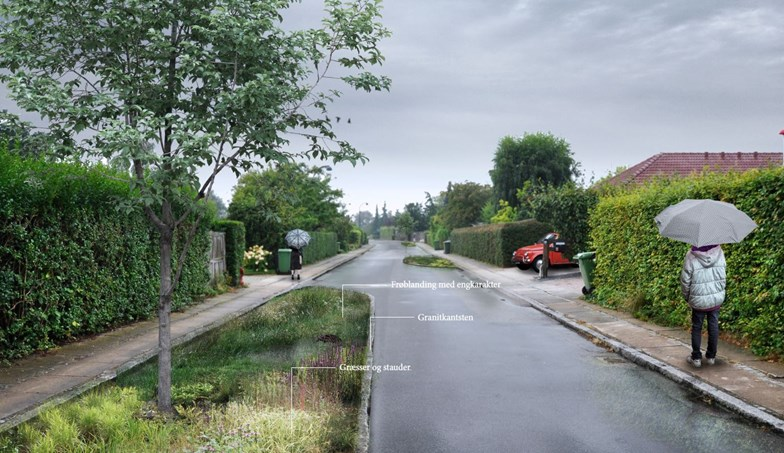 Frøblanding med engkarakter
Granitkantsten
Græsser og stauder